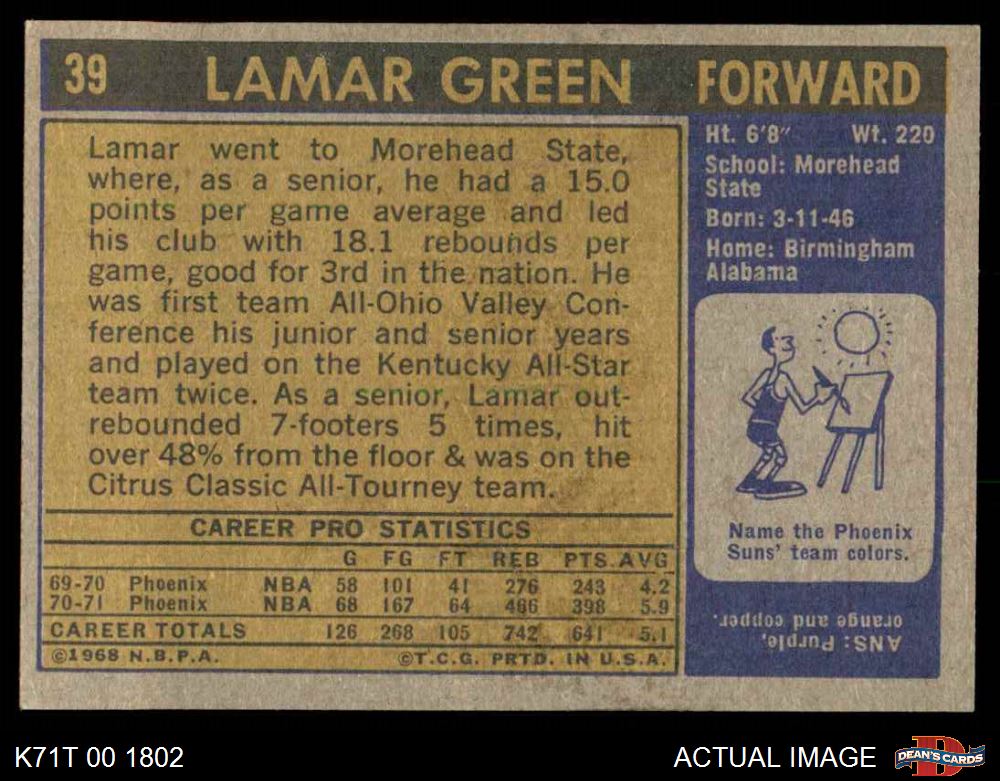 39 LAMAR GREEN FORWARD
Lamar went to Morehead State,
where, as a senior, he had a 15.0
points per game average and led
his club with 18.1 rebounds per
game, good for 3rd in the nation. He
was first team All-Ohio Valley Con-
ference his junior and senior years
and played on the Kentucky All-Star
team twice. As a senior, Lamar out-
rebounded 7-footers 5 times, hit
over 48% from the floor & was on the
Citrus Classic All-Tourney team.
CAREER PRO STATISTICS
G FG FT REB PTS. AVG
69-70 Phoenix NBA 58 101 41 276 243 4.2
70-71 Phoenix NBA 68 167 64 466 398 5.9
CAREER TOTALS 126 268 105 742 641 5.1
©1968 N.B.P.A. ©T.C.G. PRTD. IN U.S.A.
Ht. 6'8" Wt. 220
School: Morehead
State
Born: 3-11-46
Home: Birmingham
Alabama
Name the Phoenix
Suns' team colors.
ANS: Purple,
orange and copper.
K71T 00 1802
ACTUAL IMAGE
DEAN'S CARDS